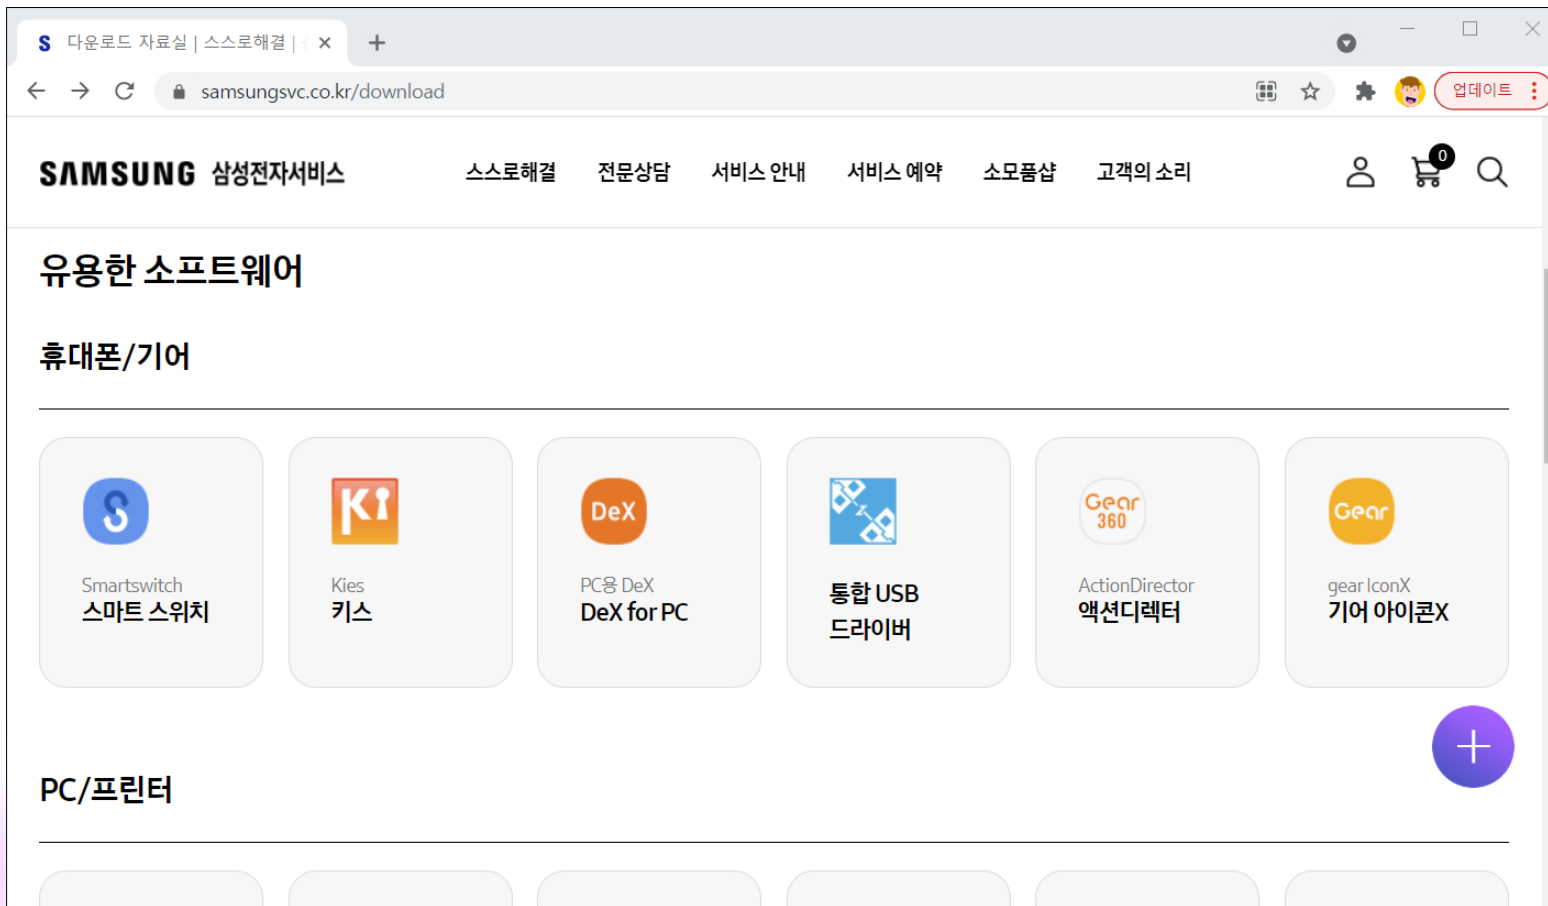 S 다운로드 자료실 | 스스로해결 |
samsungsvc.co.kr/download
업데이트
SAMSUNG 삼성전자서비스 스스로해결 전문상담 서비스 안내 서비스 예약 소모품샵 고객의 소리 0
유용한 소프트웨어
휴대폰/기어
S Ki DeX Gear
360 Gear
Smartswitch
스마트 스위치
Kies
키스
PC용 DeX
DeX for PC
통합 USB
드라이버
ActionDirector
액션디렉터
gear IconX
기어 아이콘X
PC/프린터